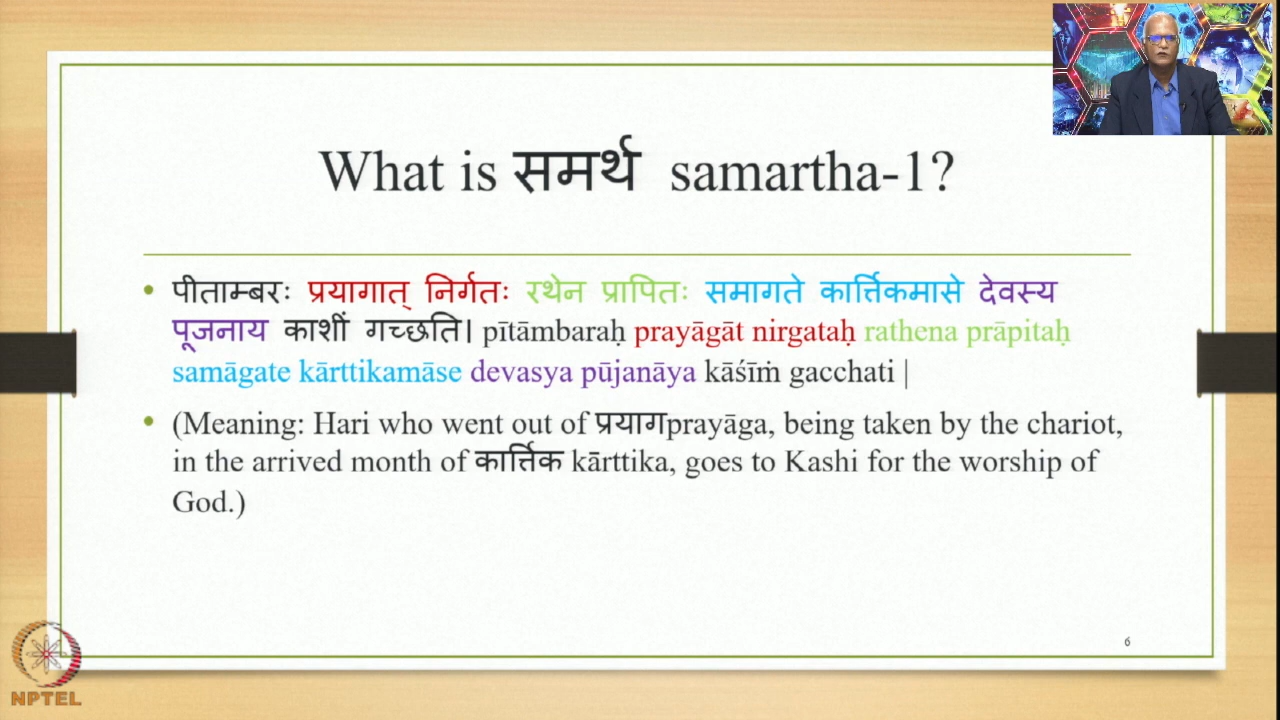 What is समर्थ samartha-1?
• पीताम्बरः प्रयागात् निर्गतः रथेन प्रापितः समागते कार्त्तिकमासे देवस्य
पूजनाय काशीं गच्छति। pītāmbaraḥ prayāgāt nirgataḥ rathena prāpitaḥ
samāgate kārttikamāse devasya pūjanāya kāśīṁ gacchati |
• (Meaning: Hari who went out of प्रयागprayāga, being taken by the chariot,
in the arrived month of कार्त्तिक kārttika, goes to Kashi for the worship of
God.)
6
NPTEL